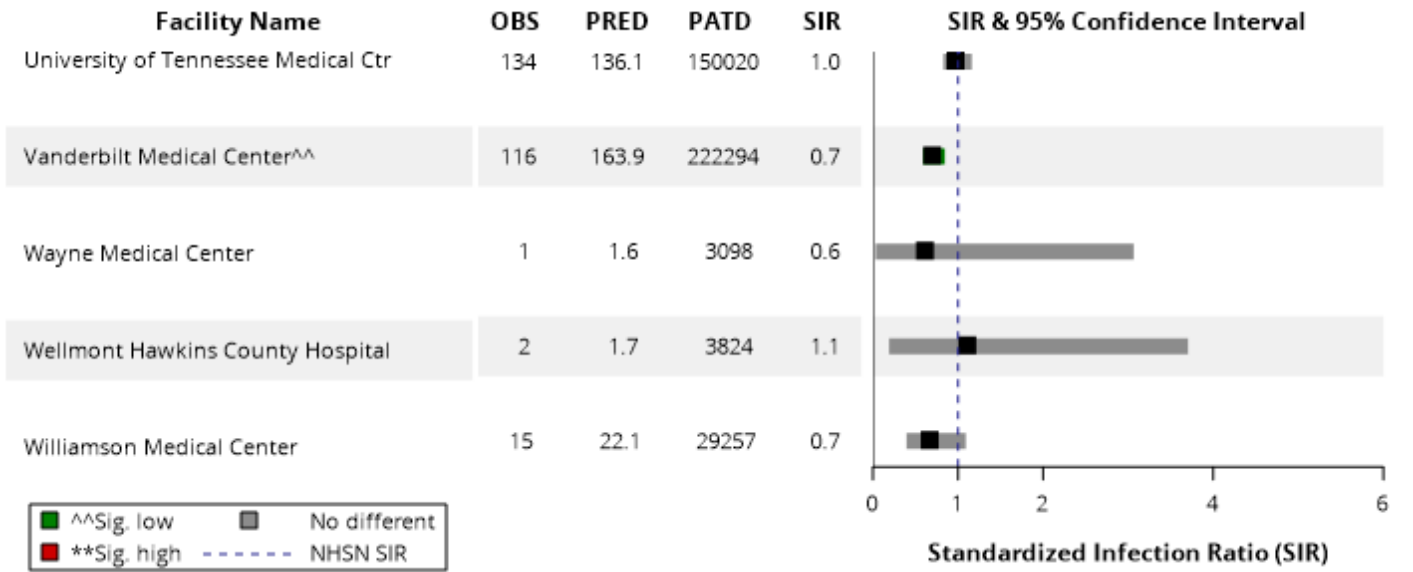 Facility Name OBS PRED PATD SIR SIR & 95% Confidence Interval
University of Tennessee Medical Ctr 134 136.1 150020 1.0
Vanderbilt Medical Center^^ 116 163.9 222294 0.7
Wayne Medical Center 1 1.6 3098 0.6
Wellmont Hawkins County Hospital 2 1.7 3824 1.1
Williamson Medical Center 15 22.1 29257 0.7
0 1 2 4 6
^^Sig. low No different
**Sig. high NHSN SIR
Standardized Infection Ratio (SIR)